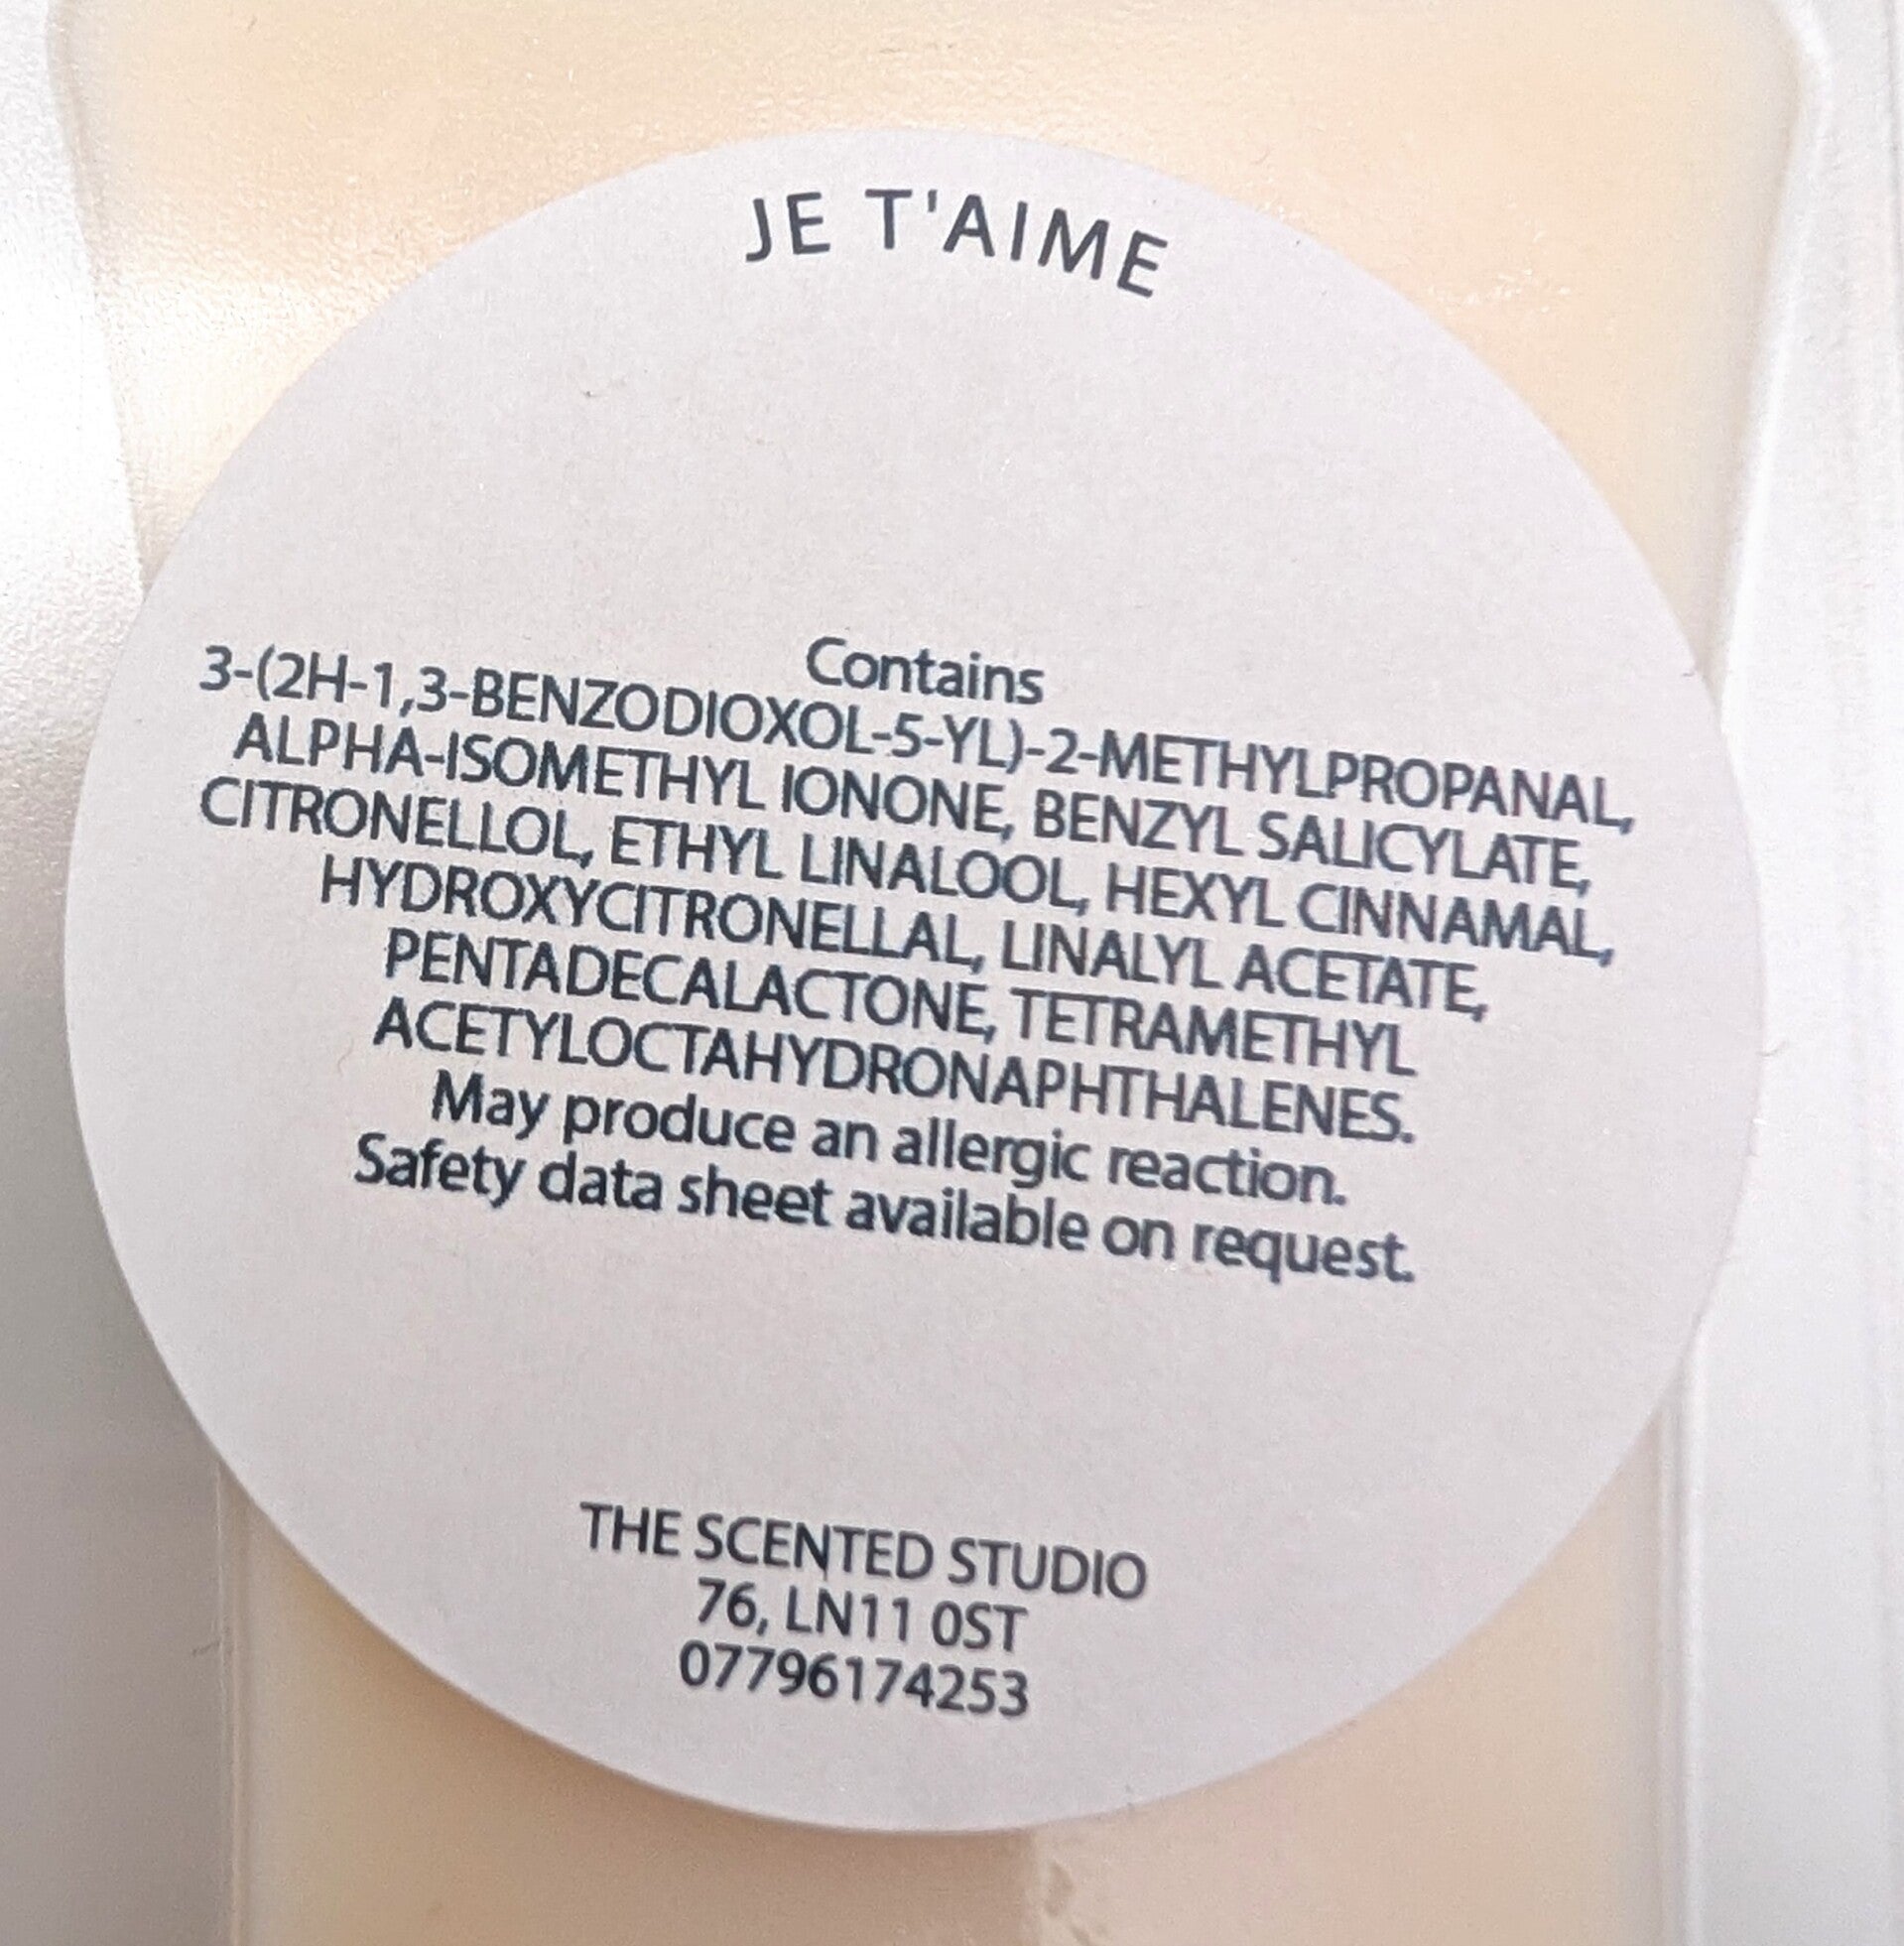 JE T'AIME
Contains
3-(2H-1,3-BENZODIOXOL-5-YL)-2-METHYLPROPANAL,
ALPHA-ISOMETHYL IONONE, BENZYL SALICYLATE,
CITRONELLOL, ETHYL LINALOOL, HEXYL CINNAMAL,
HYDROXYCITRONELLAL, LINALYL ACETATE,
PENTADECALACTONE, TETRAMETHYL
ACETYLOCTAHYDRONAPHTHALENES.
May produce an allergic reaction.
Safety data sheet available on request.
THE SCENTED STUDIO
76, LN11 0ST
07796174253